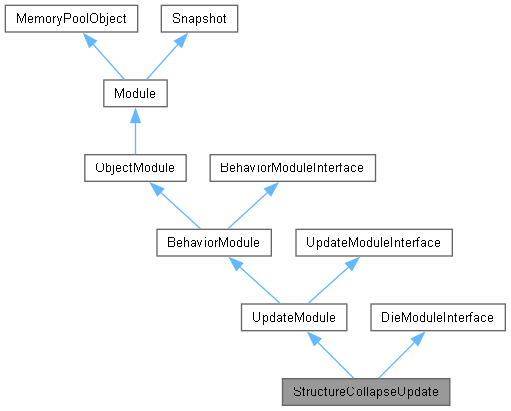 MemoryPoolObject
Snapshot
Module
ObjectModule
BehaviorModuleInterface
BehaviorModule
UpdateModuleInterface
UpdateModule
DieModuleInterface
StructureCollapseUpdate